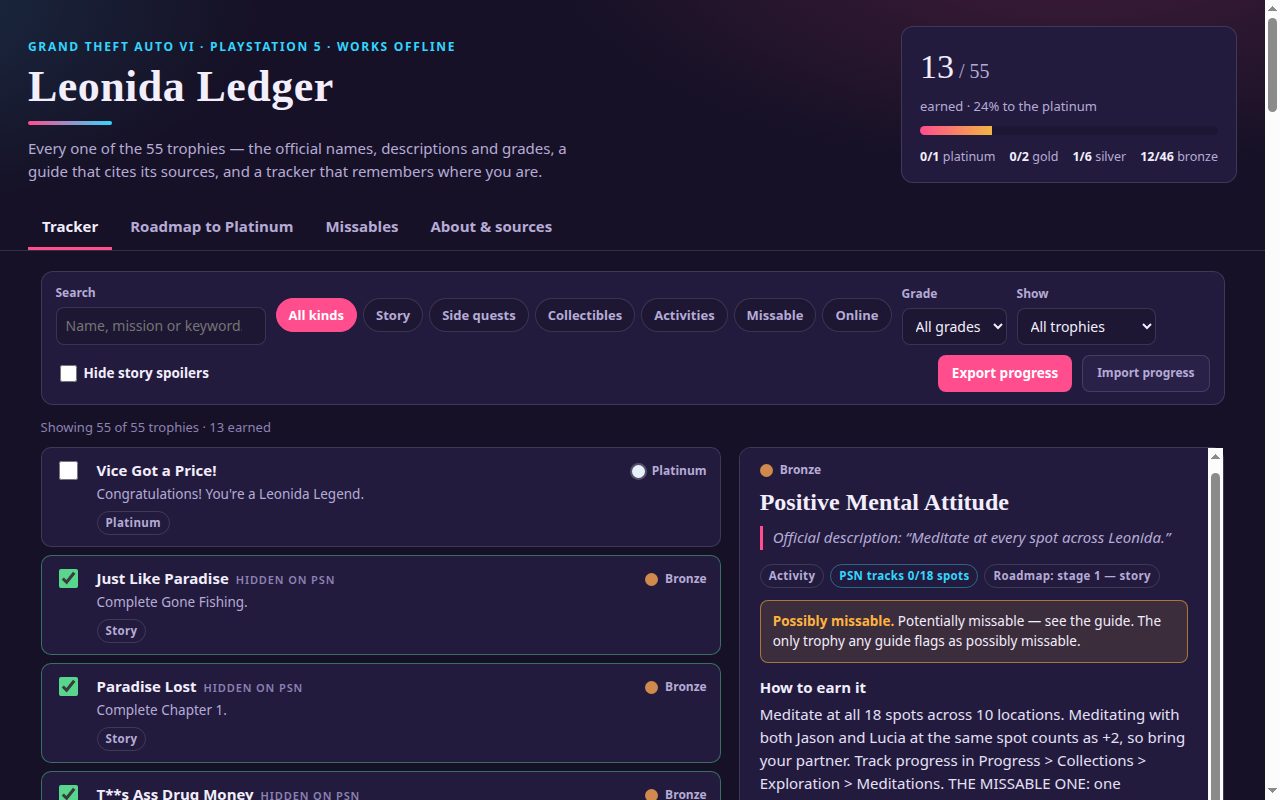 GRAND THEFT AUTO VI · PLAYSTATION 5 · WORKS OFFLINE
Leonida Ledger
Every one of the 55 trophies — the official names, descriptions and grades, a
guide that cites its sources, and a tracker that remembers where you are.
13 / 55
earned · 24% to the platinum
0/1 platinum 0/2 gold 1/6 silver 12/46 bronze
Tracker Roadmap to Platinum Missables About & sources
Search
Name, mission or keyword
All kinds Story Side quests Collectibles Activities Missable Online
Grade
All grades
Show
All trophies
Hide story spoilers
Export progress Import progress
Showing 55 of 55 trophies · 13 earned
Vice Got a Price!
Platinum
Congratulations! You're a Leonida Legend.
Platinum
Just Like Paradise HIDDEN ON PSN
Bronze
Complete Gone Fishing.
Story
Paradise Lost HIDDEN ON PSN
Bronze
Complete Chapter 1.
Story
T**s Ass Drug Money HIDDEN ON PSN
Bronze
Bronze
Positive Mental Attitude
Official description: “Meditate at every spot across Leonida.”
Activity PSN tracks 0/18 spots Roadmap: stage 1 — story
Possibly missable. Potentially missable — see the guide. The
only trophy any guide flags as possibly missable.
How to earn it
Meditate at all 18 spots across 10 locations. Meditating with
both Jason and Lucia at the same spot counts as +2, so bring
your partner. Track progress in Progress > Collections >
Exploration > Meditations. THE MISSABLE ONE: one